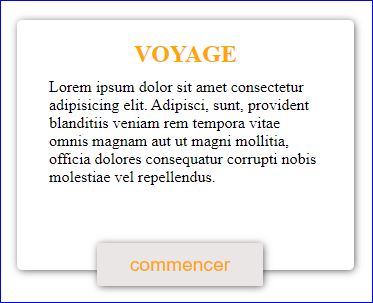 VOYAGE
Lorem ipsum dolor sit amet consectetur
adipisicing elit. Adipisci, sunt, provident
blanditiis veniam rem tempora vitae
omnis magnam aut ut magni mollitia,
officia dolores consequatur corrupti nobis
molestiae vel repellendus.
commencer